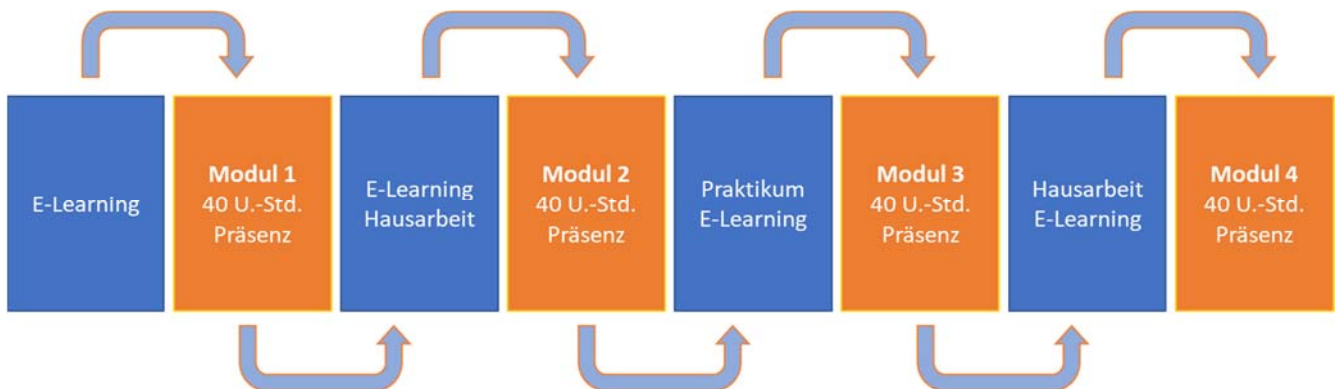 E-Learning
Modul 1
40 U.-Std.
Präsenz
E-Learning
Hausarbeit
Modul 2
40 U.-Std.
Präsenz
Praktikum
E-Learning
Modul 3
40 U.-Std.
Präsenz
Hausarbeit
E-Learning
Modul 4
40 U.-Std.
Präsenz